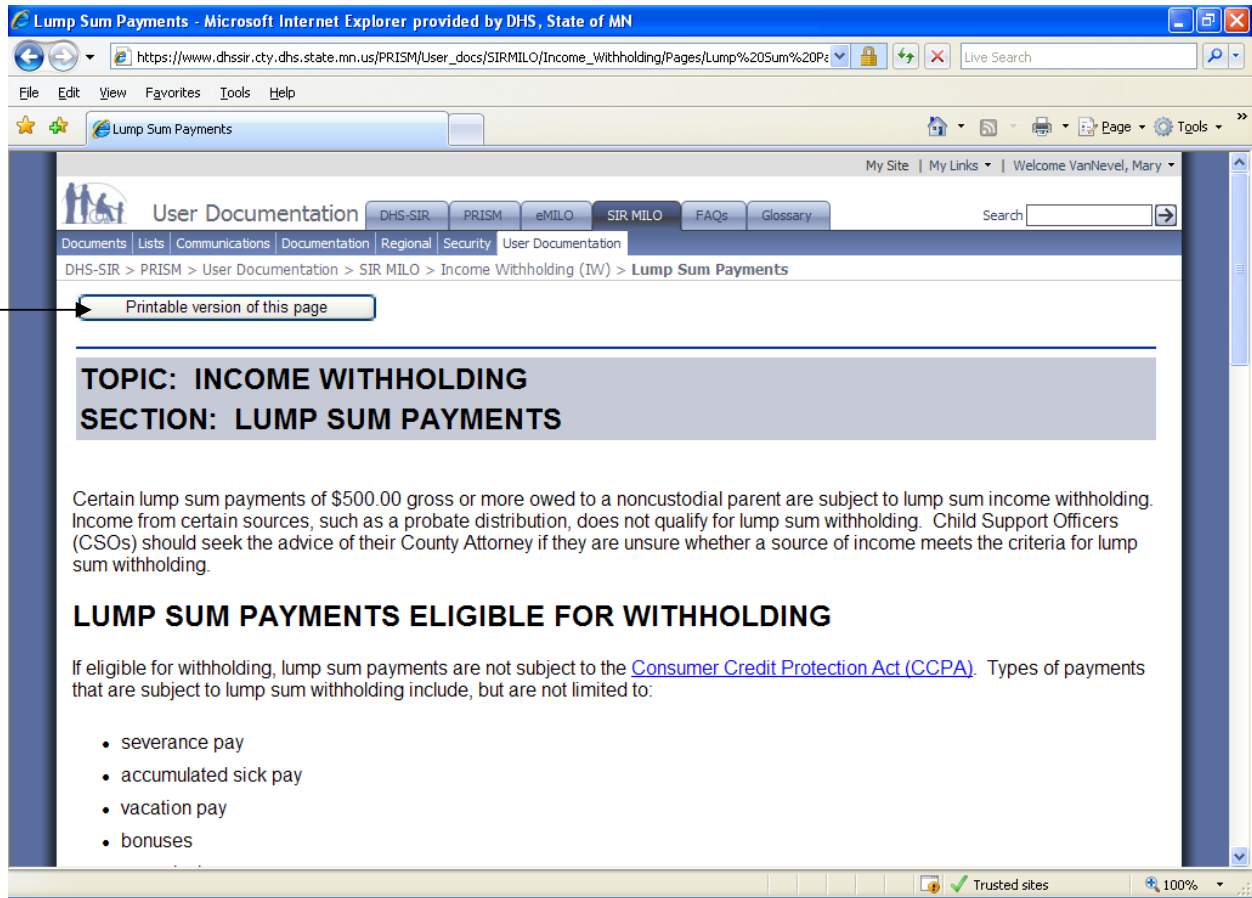 Lump Sum Payments - Microsoft Internet Explorer provided by DHS, State of MN
https://www.dhssir.cty.dhs.state.mn.us/PRISM/User_docs/SIRMILO/Income_Withholding/Pages/Lump%20Sum%20Pa
Live Search
File Edit View Favorites Tools Help
Lump Sum Payments
Page Tools
My Site | My Links | Welcome VanNevel, Mary
User Documentation DHS-SIR PRISM eMILO SIR MILO FAQs Glossary Search
Documents Lists Communications Documentation Regional Security User Documentation
DHS-SIR > PRISM > User Documentation > SIR MILO > Income Withholding (IW) > Lump Sum Payments
Printable version of this page
TOPIC: INCOME WITHHOLDING
SECTION: LUMP SUM PAYMENTS
Certain lump sum payments of $500.00 gross or more owed to a noncustodial parent are subject to lump sum income withholding.
Income from certain sources, such as a probate distribution, does not qualify for lump sum withholding. Child Support Officers
(CSOs) should seek the advice of their County Attorney if they are unsure whether a source of income meets the criteria for lump
sum withholding.
LUMP SUM PAYMENTS ELIGIBLE FOR WITHHOLDING
If eligible for withholding, lump sum payments are not subject to the Consumer Credit Protection Act (CCPA). Types of payments
that are subject to lump sum withholding include, but are not limited to:
• severance pay
• accumulated sick pay
• vacation pay
• bonuses
Trusted sites 100%